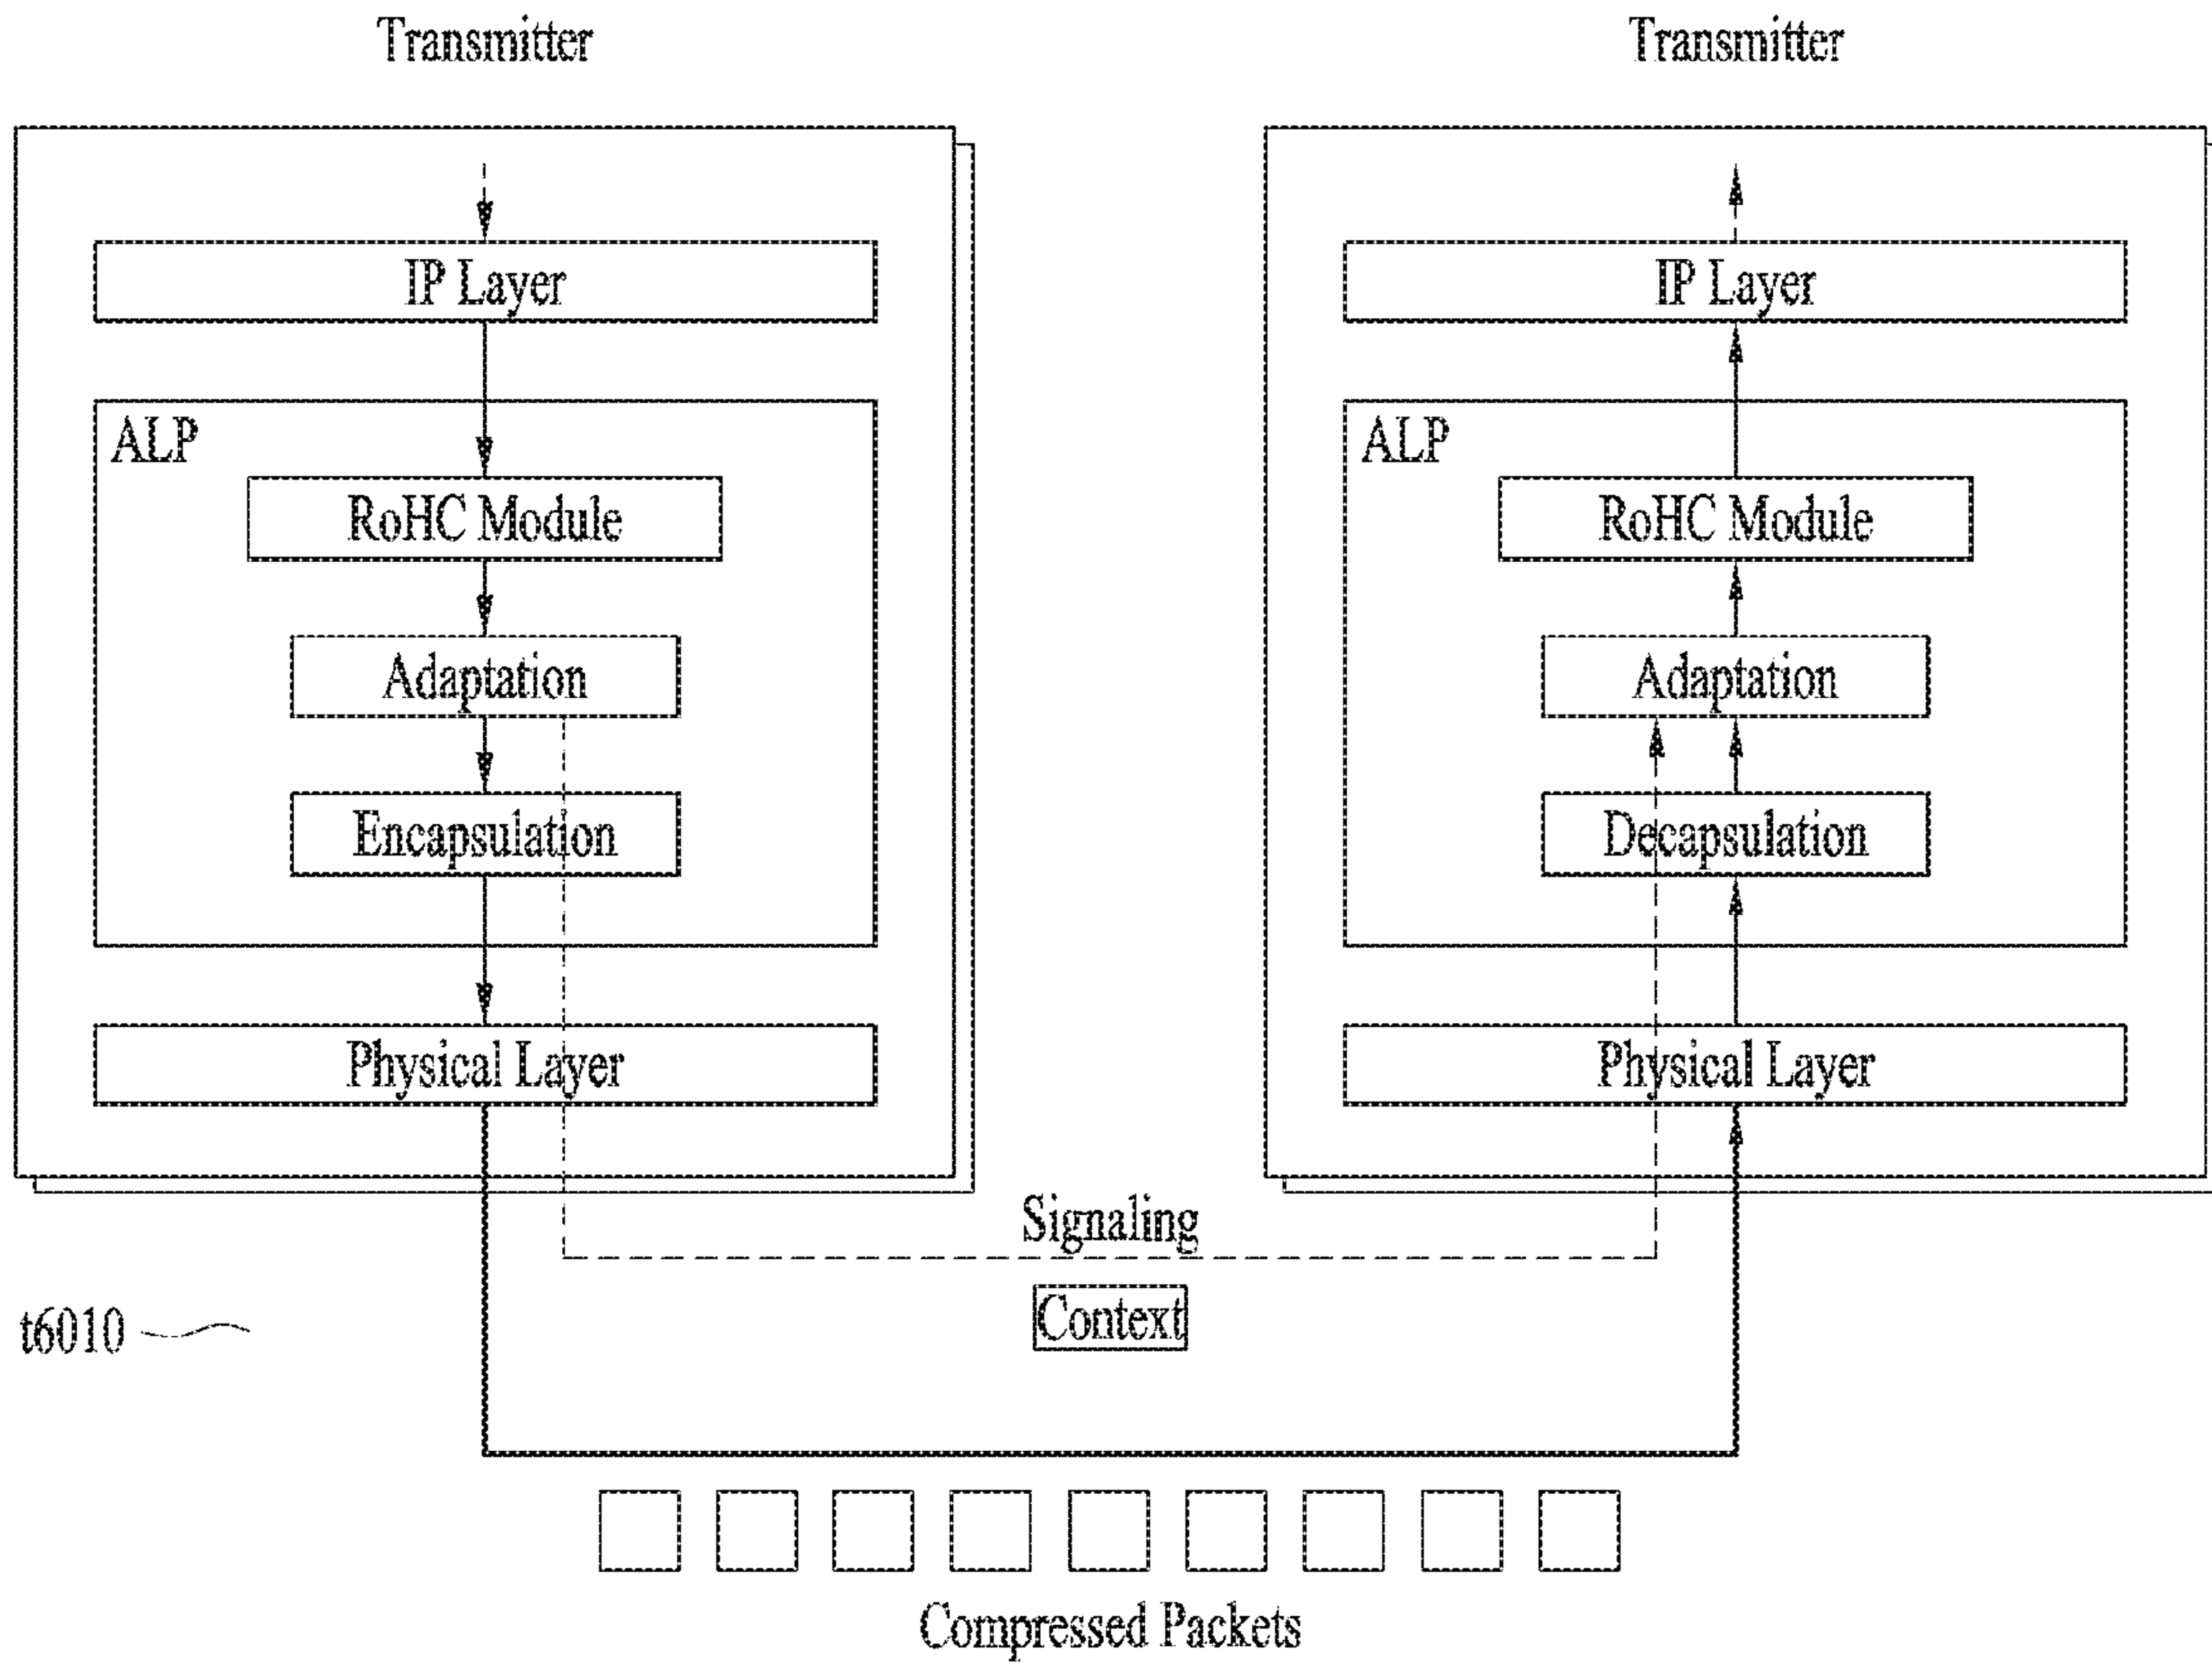 Transmitter
IP Layer
ALP
RoHC Module
Adaptation
Encapsulation
Physical Layer
Transmitter
IP Layer
ALP
RoHC Module
Adaptation
Decapsulation
Physical Layer
Signaling
Context
t6010
Compressed Packets